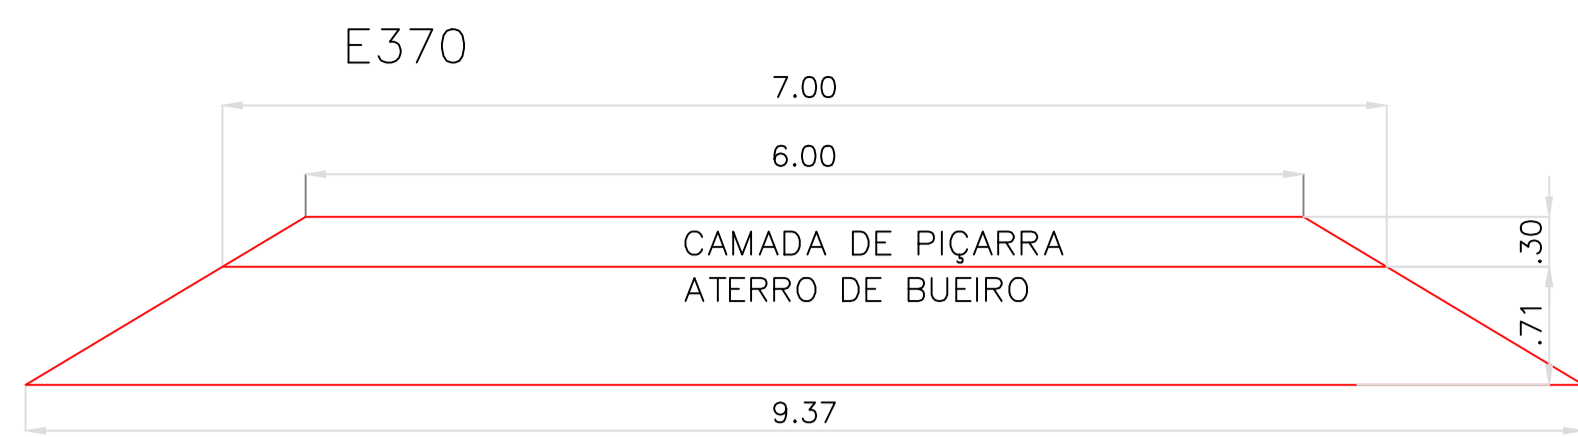 E370
7.00
6.00
CAMADA DE PIÇARRA
.30
ATERRO DE BUEIRO
.71
9.37